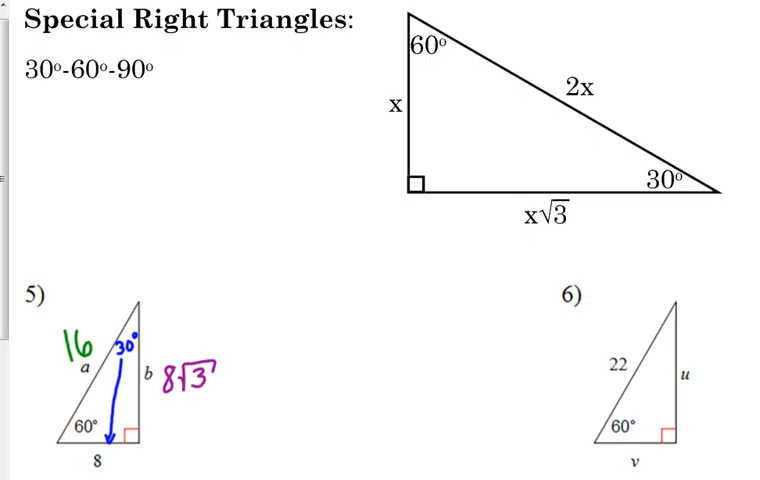 Special Right Triangles:
30°-60°-90°
60°
x
2x
30°
x√3
5)
16
30°
a
b
8√3
60°
8
6)
22
u
60°
v